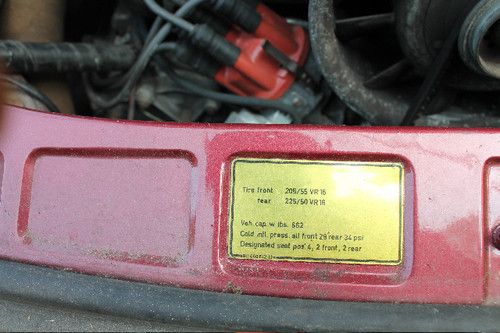 Tire front 205/55 VR 16
rear 225/50 VR 16
Veh. cap. w. lbs. 562
Cold infl. press. all front 29 rear 34 psi
Designated seat pos. 4, 2 front, 2 rear